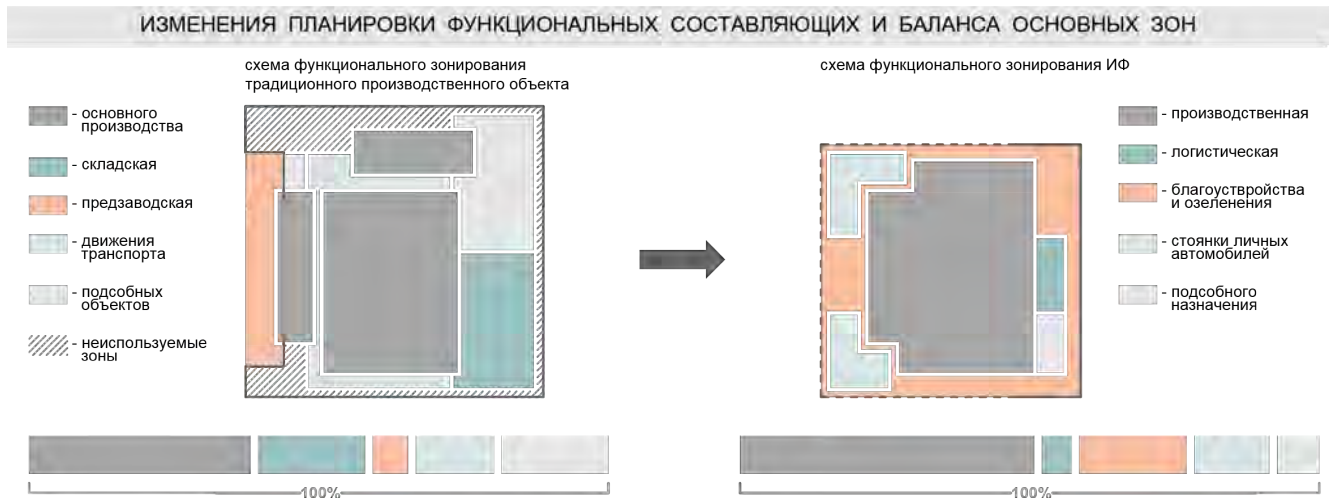 ИЗМЕНЕНИЯ ПЛАНИРОВКИ ФУНКЦИОНАЛЬНЫХ СОСТАВЛЯЮЩИХ И БАЛАНСА ОСНОВНЫХ ЗОН
схема функционального зонирования
традиционного производственного объекта
- основного
производства
- складская
- предзаводская
- движения
транспорта
- подсобных
объектов
- неиспользуемые
зоны
100%
схема функционального зонирования ИФ
- производственная
- логистическая
- благоустройства
и озеленения
- стоянки личных
автомобилей
- подсобного
назначения
100%